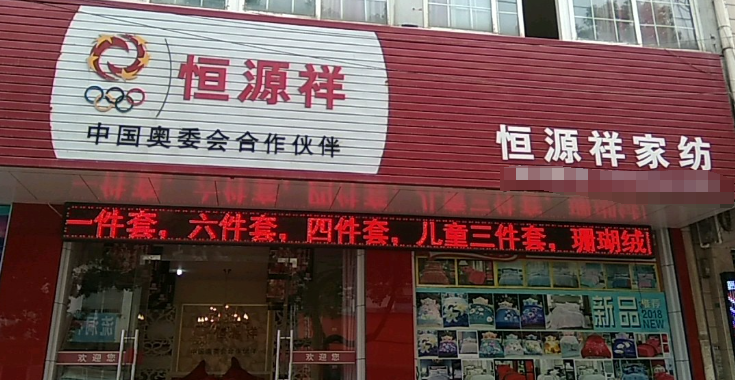 恒源祥
中国奥委会合作伙伴
恒源祥家纺
一件套，六件套，四件套，儿童三件套，珊瑚绒
新品
2018
NEW
欢迎您
欢迎您